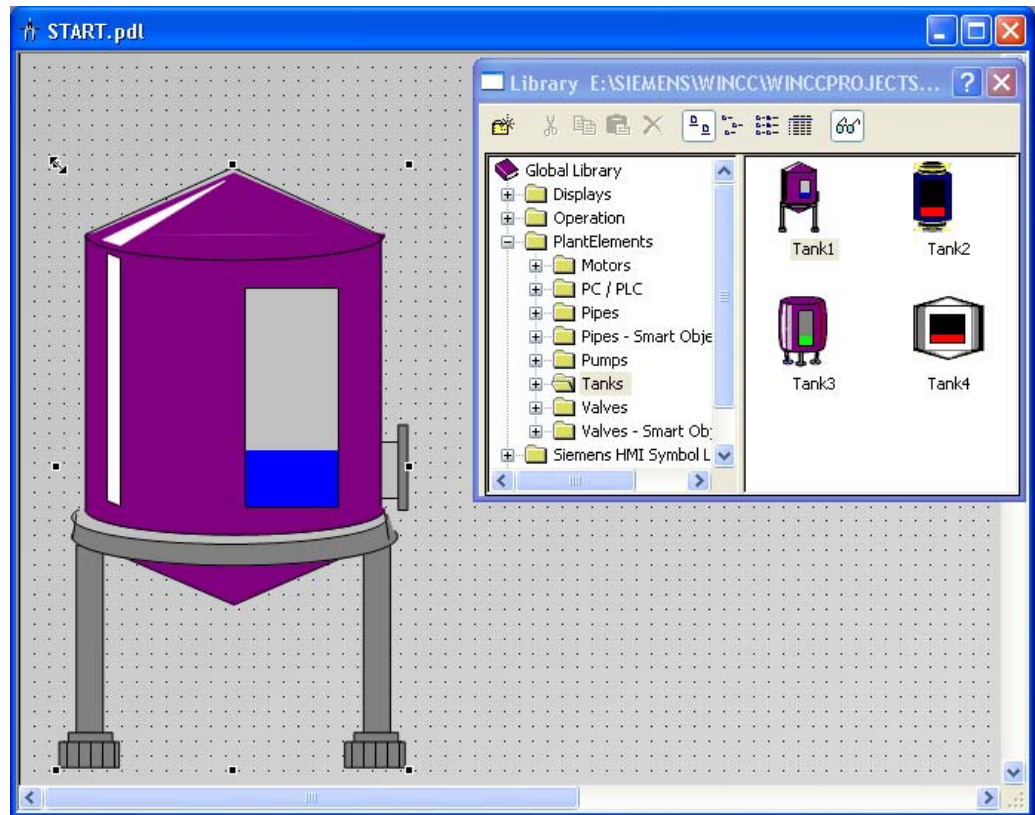 START.pdl
Library E:\SIEMENS\WINCC\WINCCPROJECTS...
Global Library
Displays
Operation
PlantElements
Motors
PC / PLC
Pipes
Pipes - Smart Obje
Pumps
Tanks
Valves
Valves - Smart Obj
Siemens HMI Symbol L
Tank1
Tank2
Tank3
Tank4